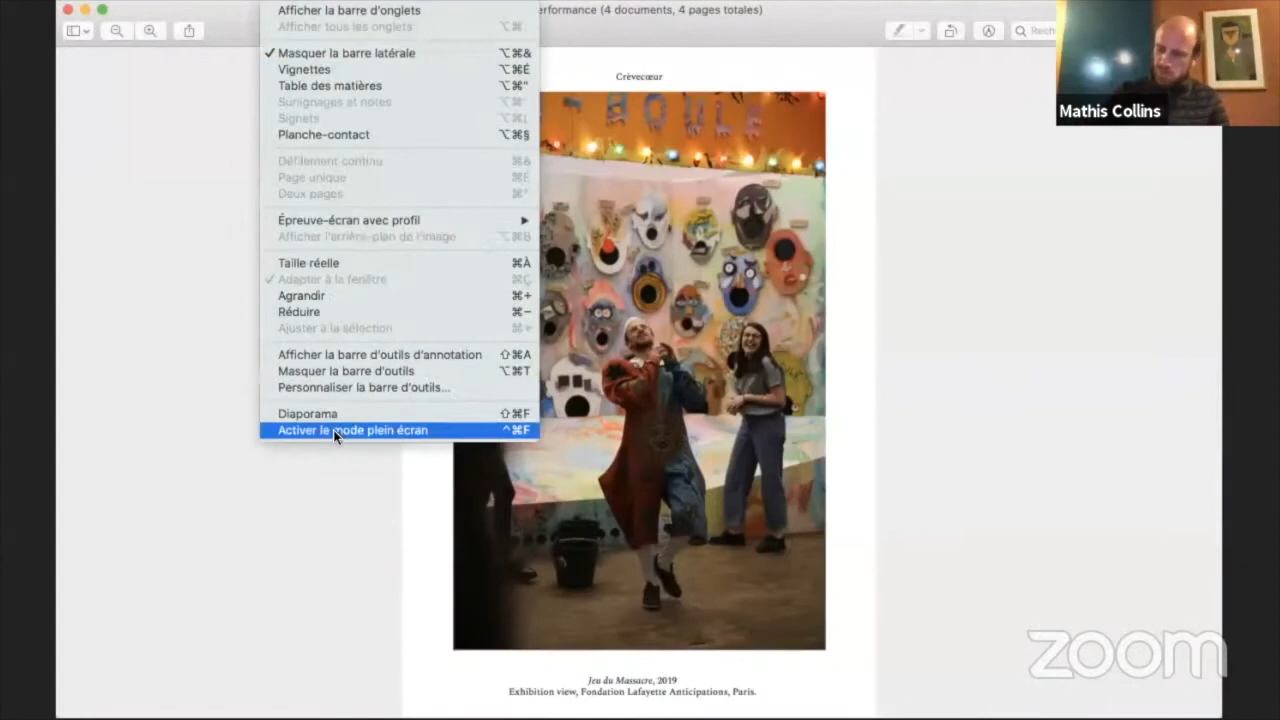 erformance (4 documents, 4 pages totales)
Afficher la barre d'onglets
Afficher tous les onglets ⌥⌘
✓ Masquer la barre latérale ⌥⌘&
Vignettes ⌥⌘É
Table des matières ⌥⌘"
Surlignages et notes ⌥⌘'
Signets
Planche-contact ⌥⌘§
Défilement continu ⌘&
Page unique ⌘É
Deux pages ⌘"
Épreuve-écran avec profil ▶
Afficher l'arrière-plan de l'image ⌥⌘B
Taille réelle ⌘À
✓ Adapter à la fenêtre ⌘Ç
Agrandir ⌘+
Réduire ⌘−
Ajuster à la sélection
Afficher la barre d'outils d'annotation ⇧⌘A
Masquer la barre d'outils ⌥⌘T
Personnaliser la barre d'outils...
Diaporama ⇧⌘F
Activer le mode plein écran ^⌘F
Rech
Mathis Collins
Crèvecœur
HOULE
Jeu du Massacre, 2019
Exhibition view, Fondation Lafayette Anticipations, Paris.
zoom